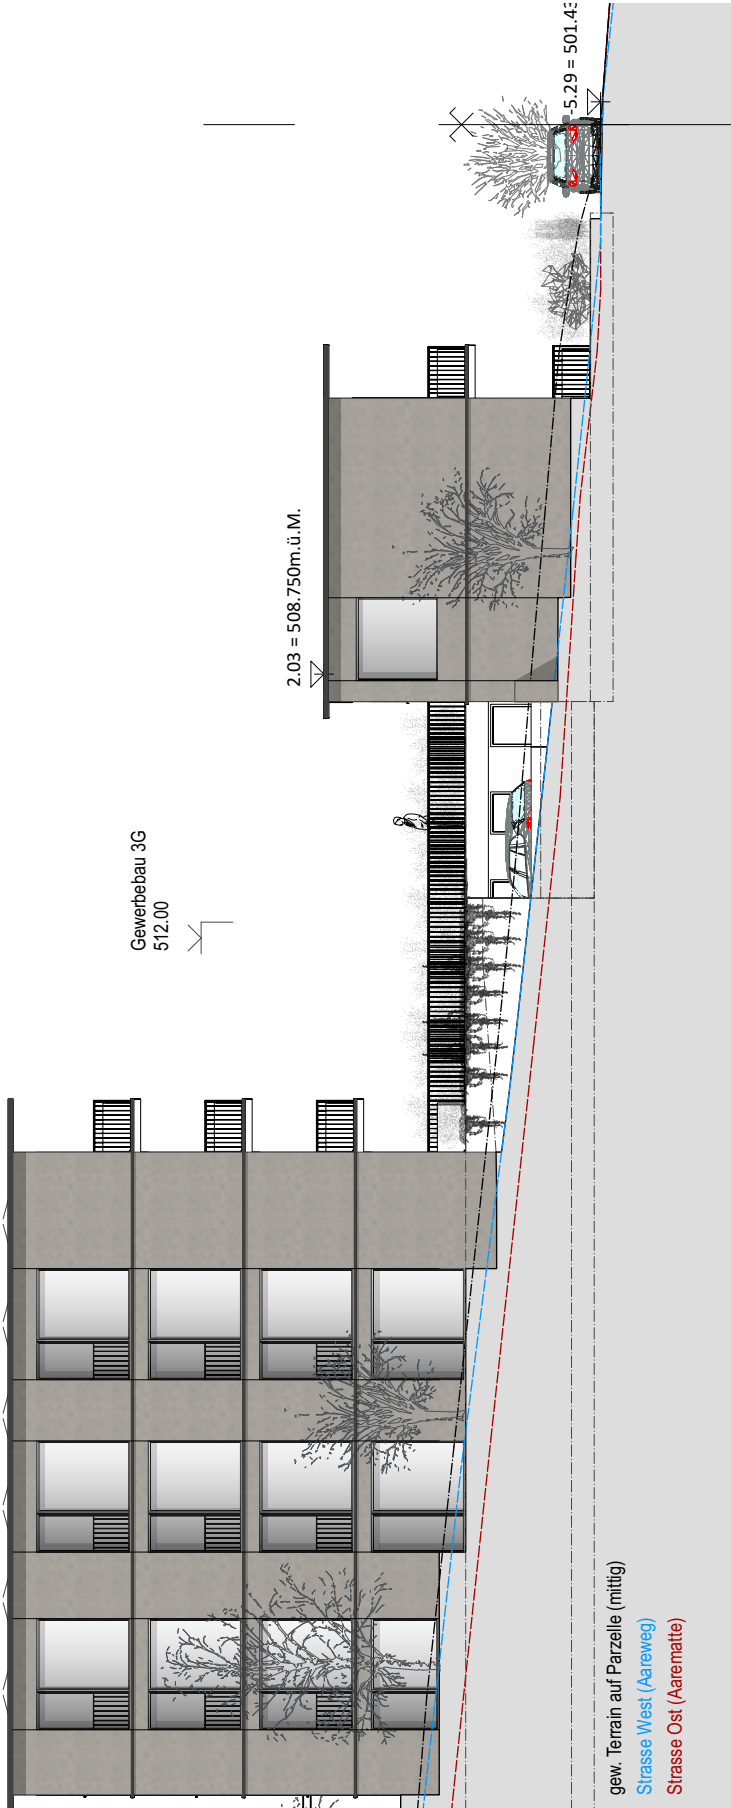 Gewerbebau 3G
512.00
2.03 = 508.750m.ü.M.
-5.29 = 501.43
gew. Terrain auf Parzelle (mittig)
Strasse West (Aareweg)
Strasse Ost (Aarematte)